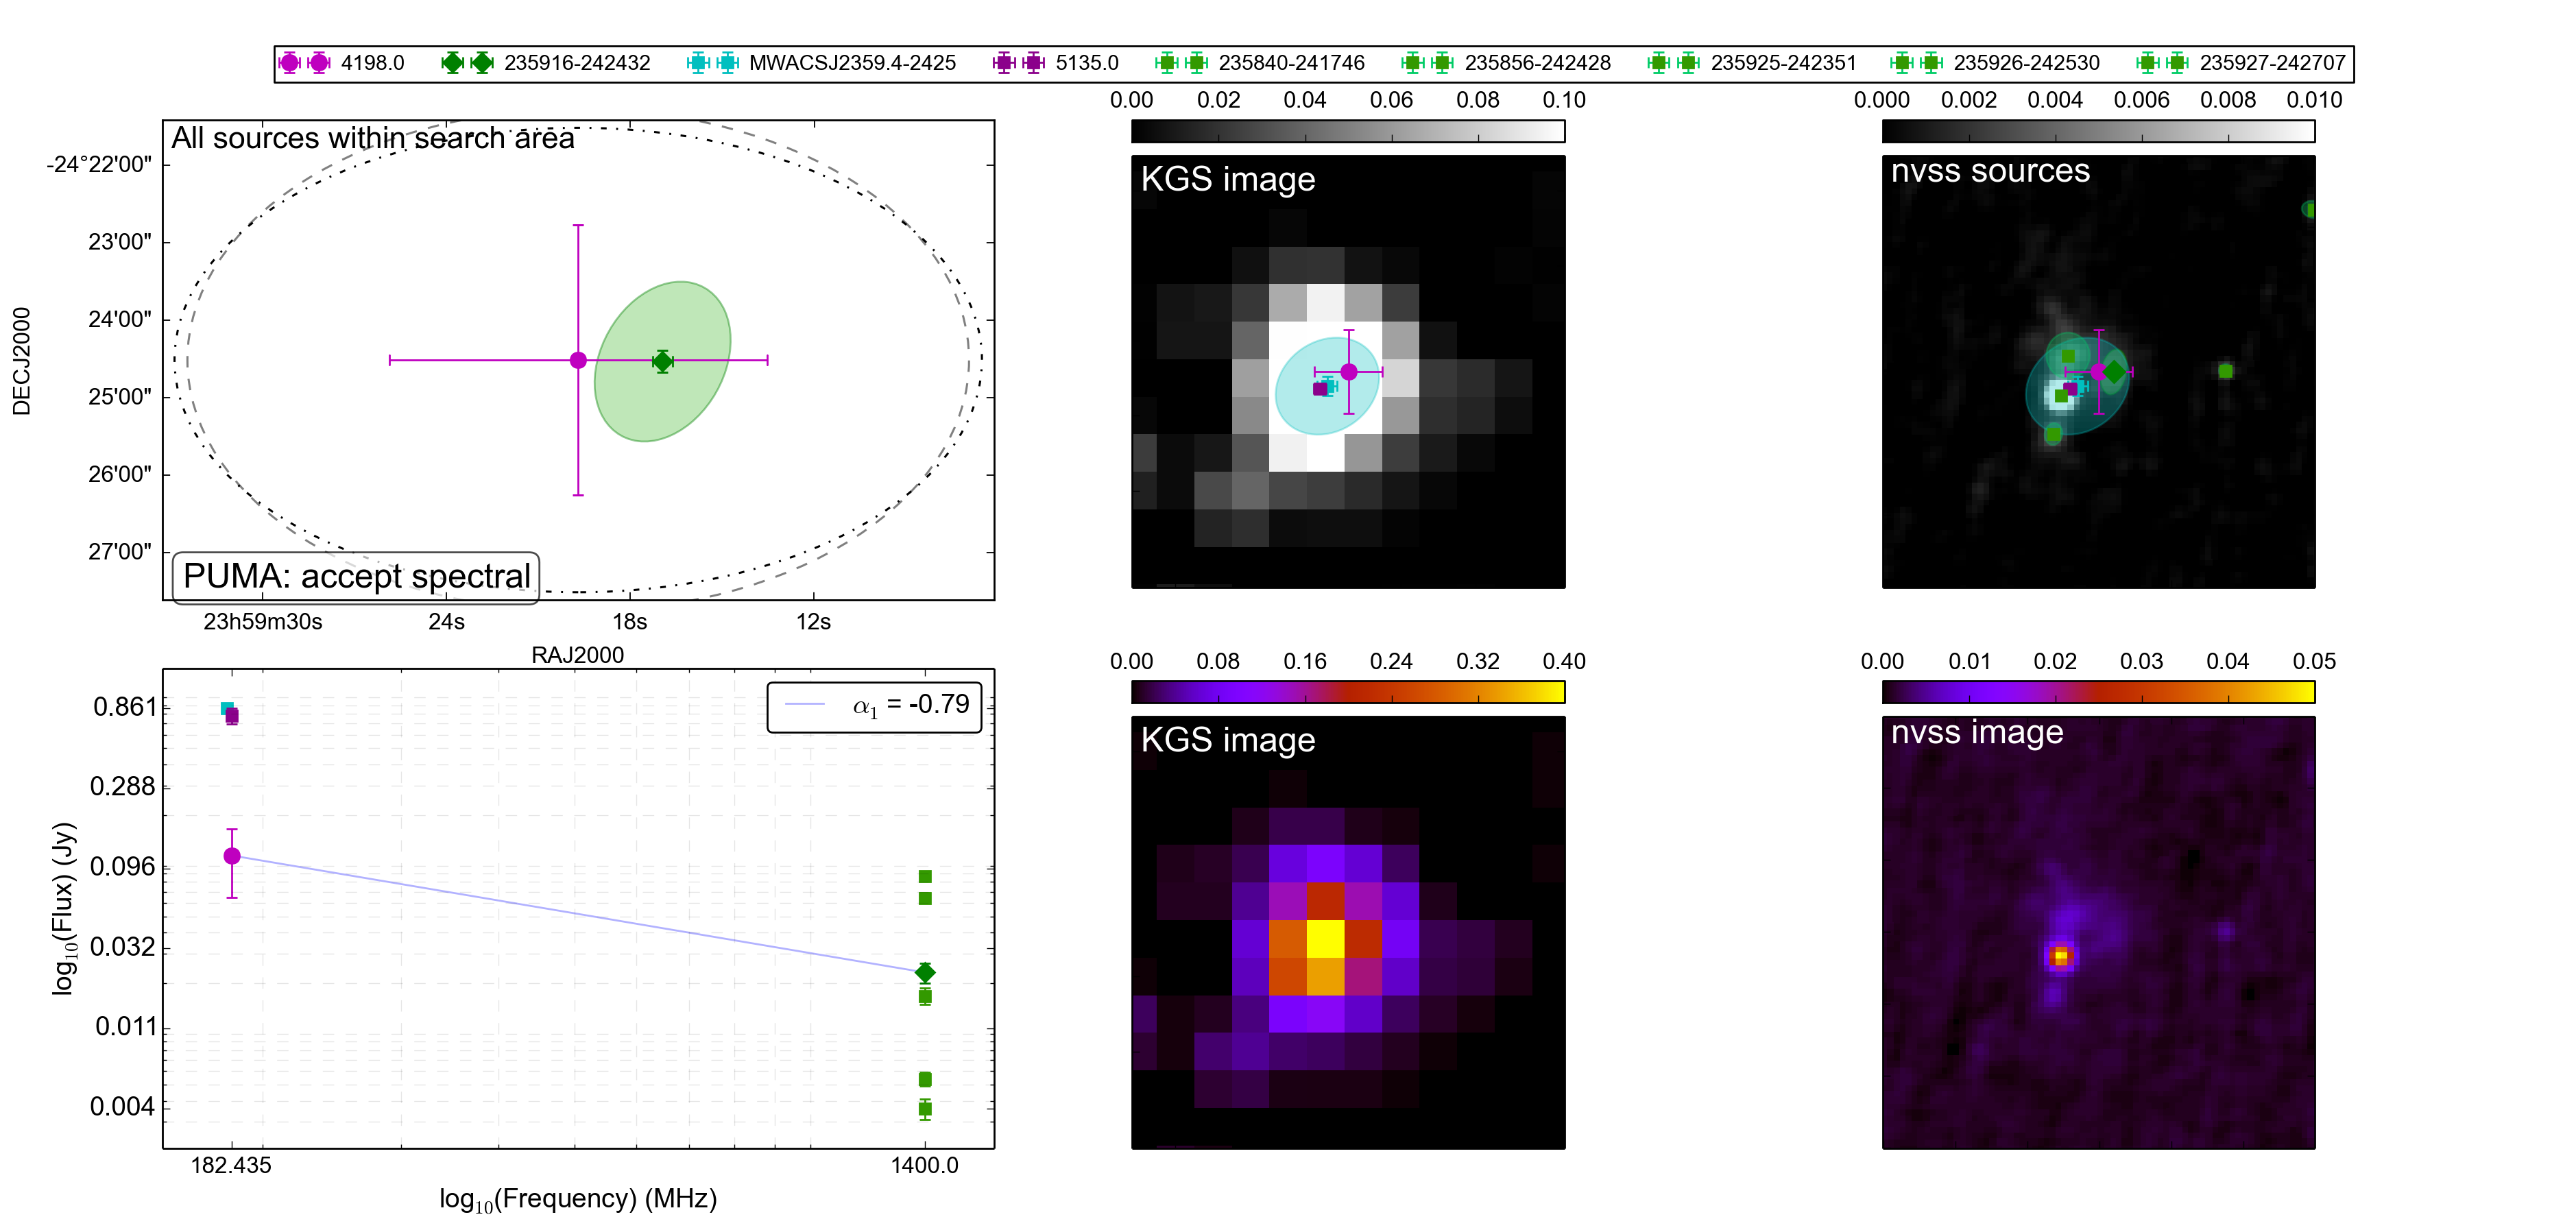 4198.0 235916-242432 MWACSJ2359.4-2425 5135.0 235840-241746 235856-242428 235925-242351 235926-242530 235927-242707
All sources within search area
-24°22'00"
23'00"
24'00"
25'00"
26'00"
27'00"
DECJ2000
PUMA: accept spectral
23h59m30s 24s 18s 12s
RAJ2000
0.00 0.02 0.04 0.06 0.08 0.10
KGS image
0.000 0.002 0.004 0.006 0.008 0.010
nvss sources
α1 = -0.79
0.861
0.288
0.096
0.032
0.011
0.004
log10(Flux) (Jy)
182.435 1400.0
log10(Frequency) (MHz)
0.00 0.08 0.16 0.24 0.32 0.40
KGS image
0.00 0.01 0.02 0.03 0.04 0.05
nvss image